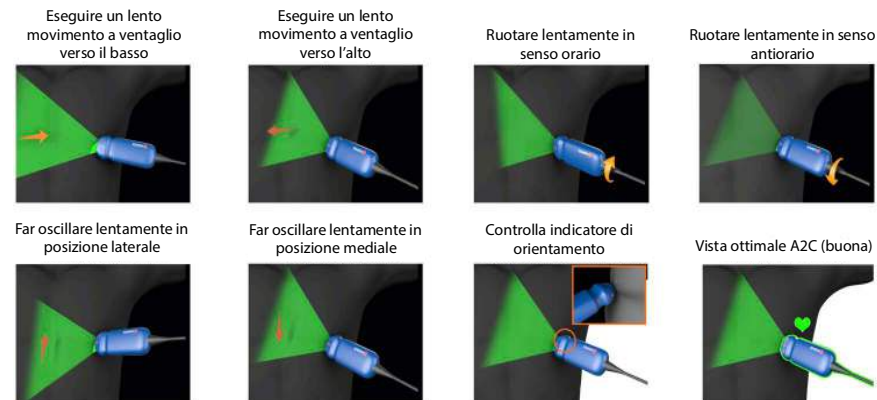 Eseguire un lento
movimento a ventaglio
verso il basso
Eseguire un lento
movimento a ventaglio
verso l'alto
Ruotare lentamente in
senso orario
Ruotare lentamente in senso
antiorario
Far oscillare lentamente in
posizione laterale
Far oscillare lentamente in
posizione mediale
Controlla indicatore di
orientamento
Vista ottimale A2C (buona)